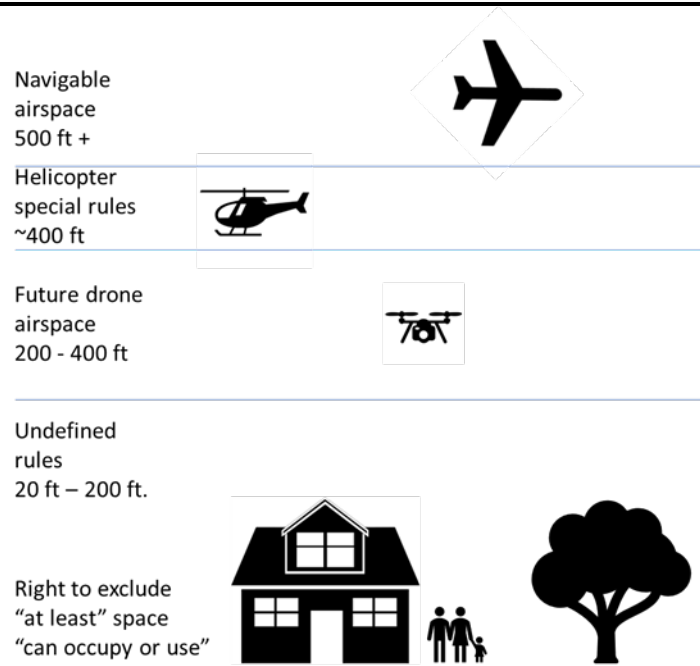 Navigable
airspace
500 ft +
Helicopter
special rules
~400 ft
Future drone
airspace
200 - 400 ft
Undefined
rules
20 ft – 200 ft.
Right to exclude
“at least” space
“can occupy or use”